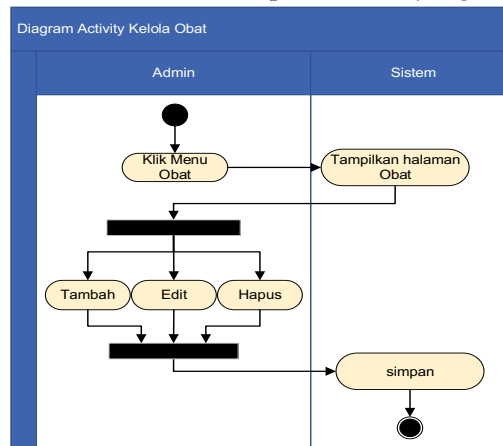 Diagram Activity Kelola Obat
Admin
Sistem
Klik Menu
Obat
Tampilkan halaman
Obat
Tambah
Edit
Hapus
simpan